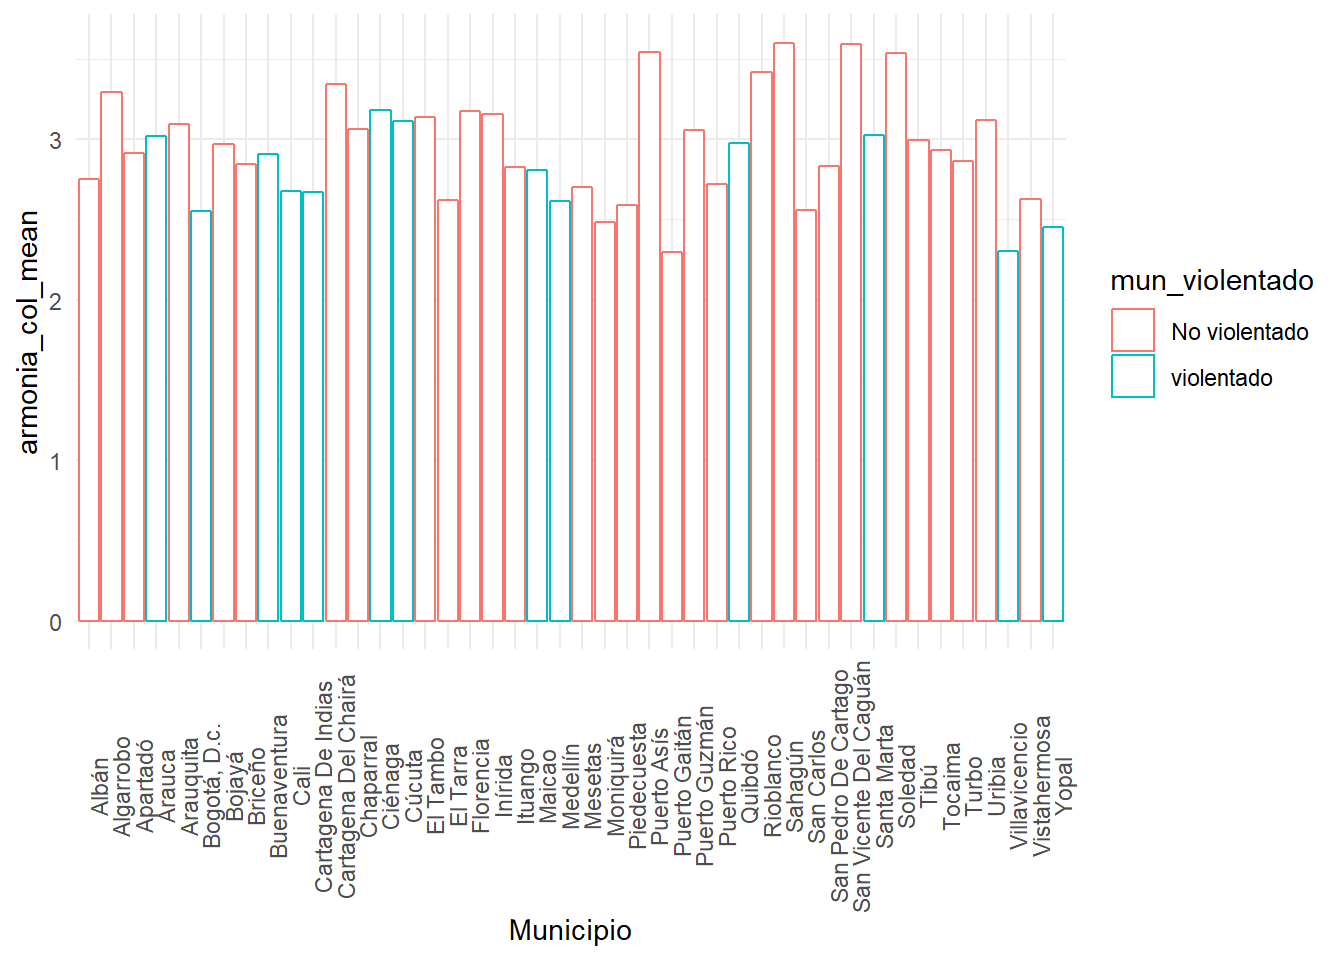 armonia_col_mean
3
2
1
0
Albán
Algarrobo
Apartadó
Arauca
Arauquita
Bogotá, D.c.
Bojayá
Briceño
Buenaventura
Cali
Cartagena De Indias
Cartagena Del Chairá
Chaparral
Ciénaga
Cúcuta
El Tambo
El Tarra
Florencia
Inírida
Ituango
Maicao
Medellín
Mesetas
Moniquirá
Piedecuesta
Puerto Asís
Puerto Gaitán
Puerto Guzmán
Puerto Rico
Quibdó
Rioblanco
Sahagún
San Carlos
San Pedro De Cartago
San Vicente Del Caguán
Santa Marta
Soledad
Tibú
Tocaima
Turbo
Uribia
Villavicencio
Vistahermosa
Yopal
Municipio
mun_violentado
No violentado
violentado